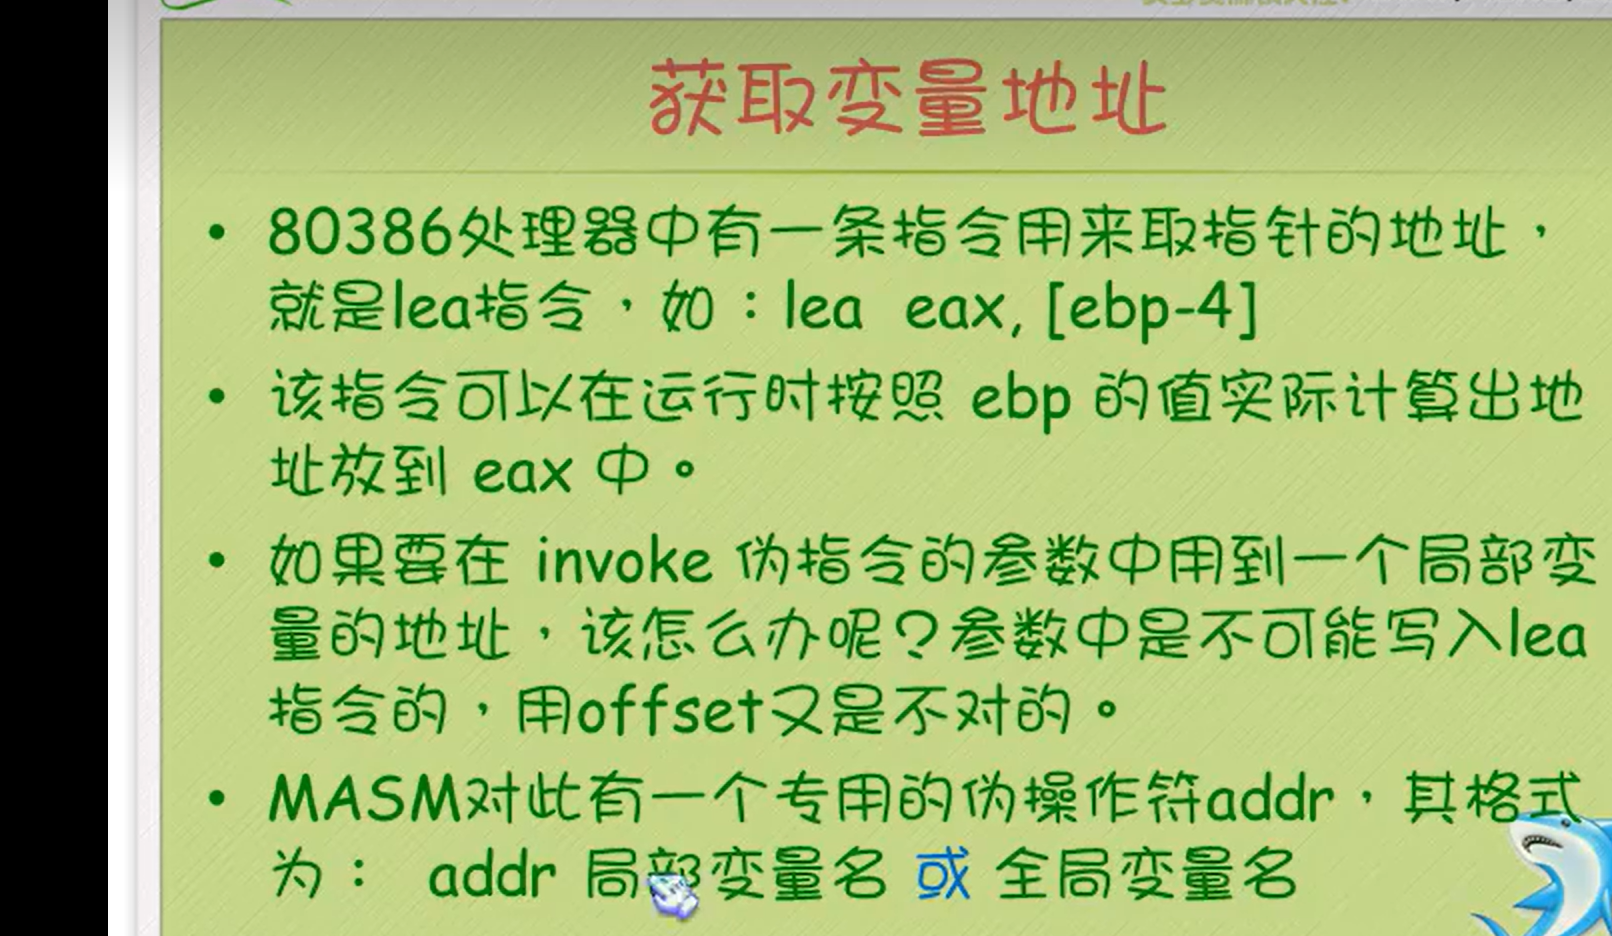 获取变量地址
• 80386处理器中有一条指令用来取指针的地址，
就是lea指令，如：lea eax, [ebp-4]
• 该指令可以在运行时按照 ebp 的值实际计算出地
址放到 eax 中。
• 如果要在 invoke 伪指令的参数中用到一个局部变
量的地址，该怎么办呢？参数中是不可能写入lea
指令的，用offset又是不对的。
• MASM对此有一个专用的伪操作符addr，其格式
为： addr 局部变量名 或 全局变量名